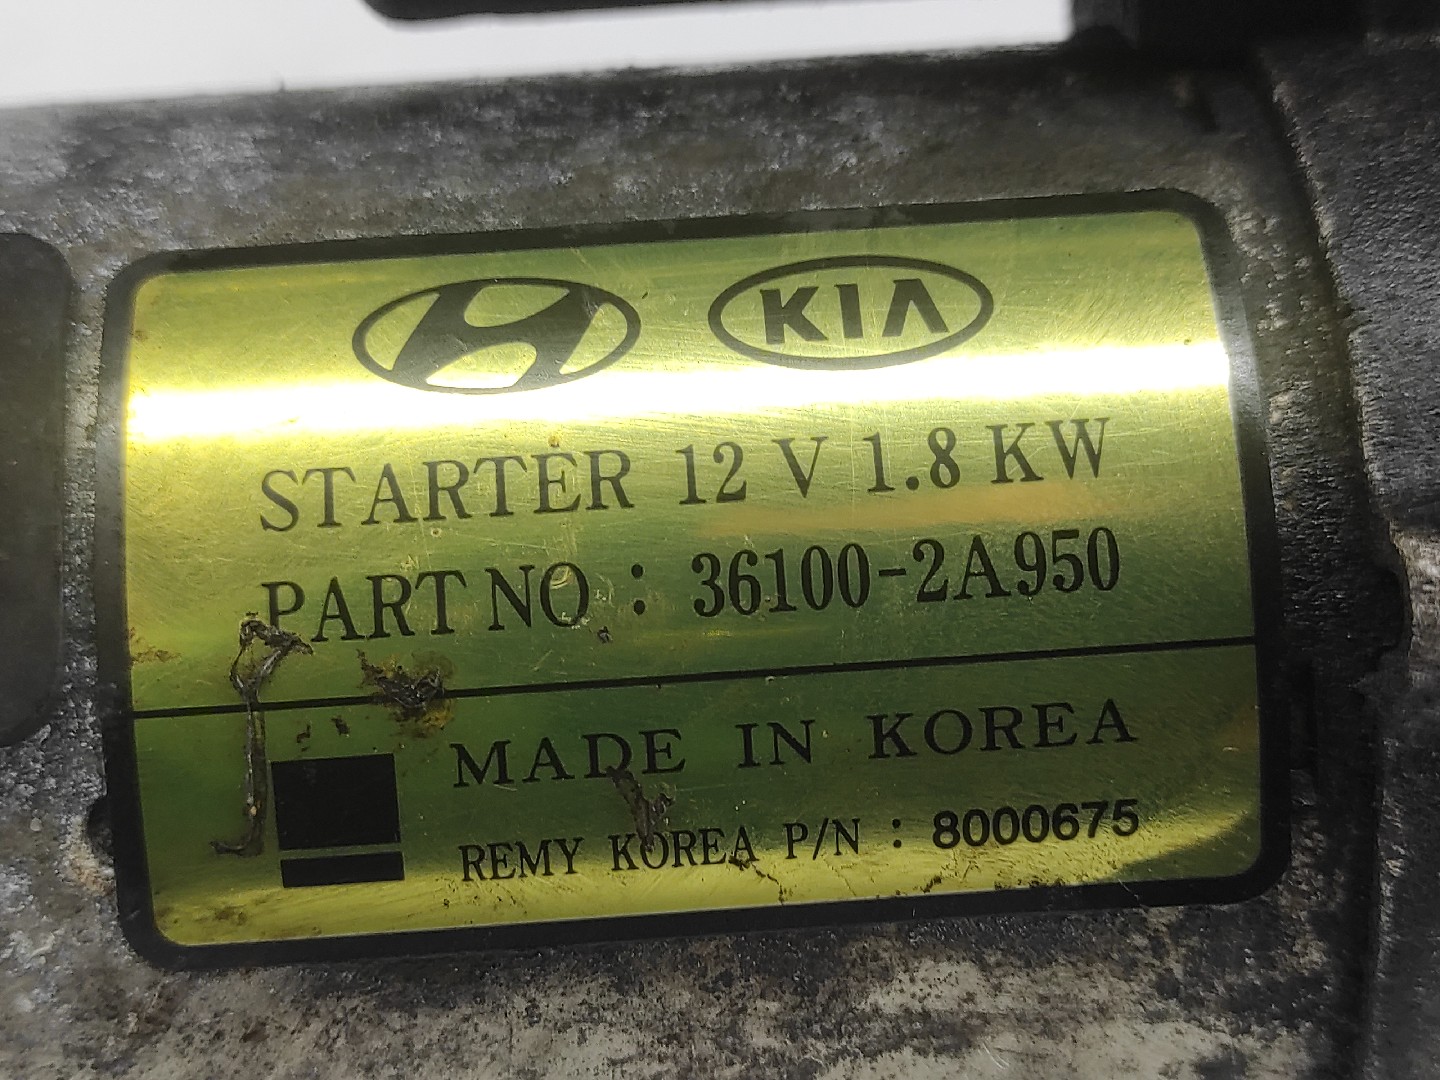 KIA
STARTER 12 V 1.8 KW
PART NO : 36100-2A950
MADE IN KOREA
REMY KOREA P/N : 8000675